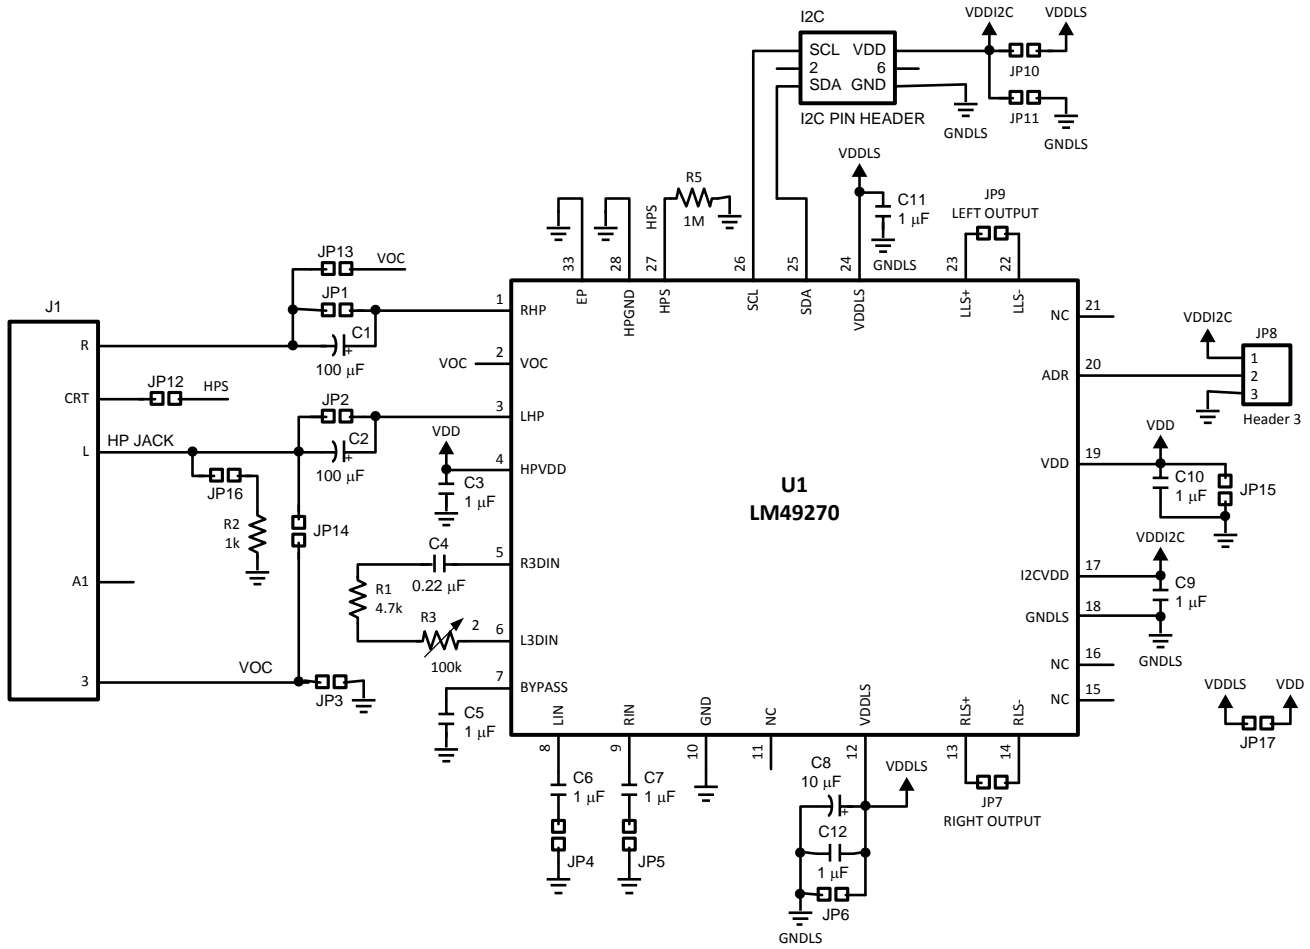 I2C
SCL VDD
2 6
SDA GND
I2C PIN HEADER
VDDI2C
VDDLS
JP10
JP11
GNDLS
GNDLS
VDDLS
C11
1 µF
GNDLS
JP9
LEFT OUTPUT
R5
1M
HPS
33
28
27
26
25
24
23
22
EP
HPGND
HPS
SCL
SDA
VDDLS
LLS+
LLS-
J1
R
CRT
L
A1
3
JP13
VOC
JP1
C1
+
100 µF
JP12
HPS
HP JACK
JP2
C2
+
100 µF
JP16
R2
1k
JP14
VOC
JP3
1
RHP
VOC
2
VOC
3
LHP
VDD
4
HPVDD
C3
1 µF
C4
0.22 µF
5
R3DIN
R1
4.7k
R3
2
100k
6
L3DIN
7
BYPASS
C5
1 µF
U1
LM49270
NC
21
ADR
20
VDDI2C
JP8
1
2
3
Header 3
VDD
VDD
19
C10
1 µF
JP15
VDDI2C
I2CVDD
17
C9
1 µF
GNDLS
18
GNDLS
NC
16
NC
15
VDDLS
VDD
JP17
LIN
RIN
GND
NC
VDDLS
RLS+
RLS-
8
9
10
11
12
13
14
C6
1 µF
JP4
C7
1 µF
JP5
C8
10 µF
+
VDDLS
C12
1 µF
JP6
GNDLS
JP7
RIGHT OUTPUT